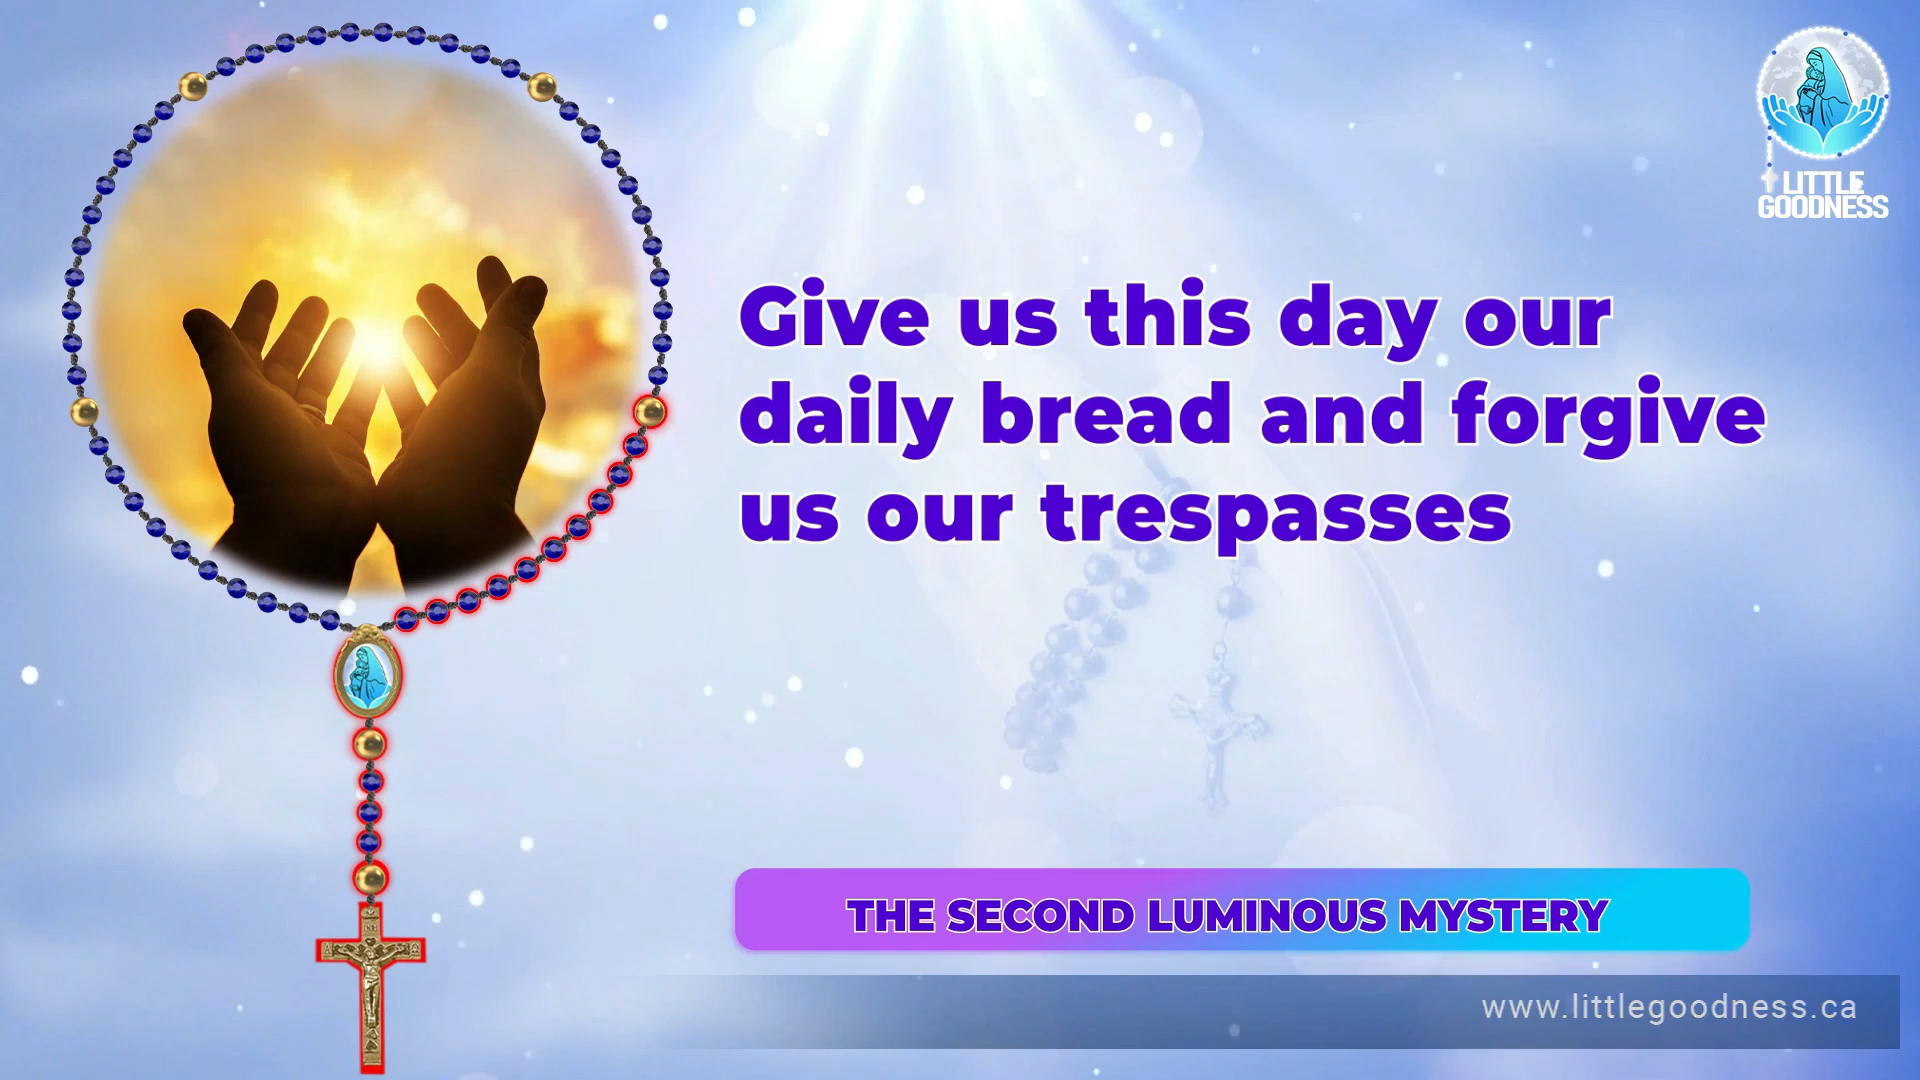 LITTLE
GOODNESS
Give us this day our
daily bread and forgive
us our trespasses
THE SECOND LUMINOUS MYSTERY
www.littlegoodness.ca